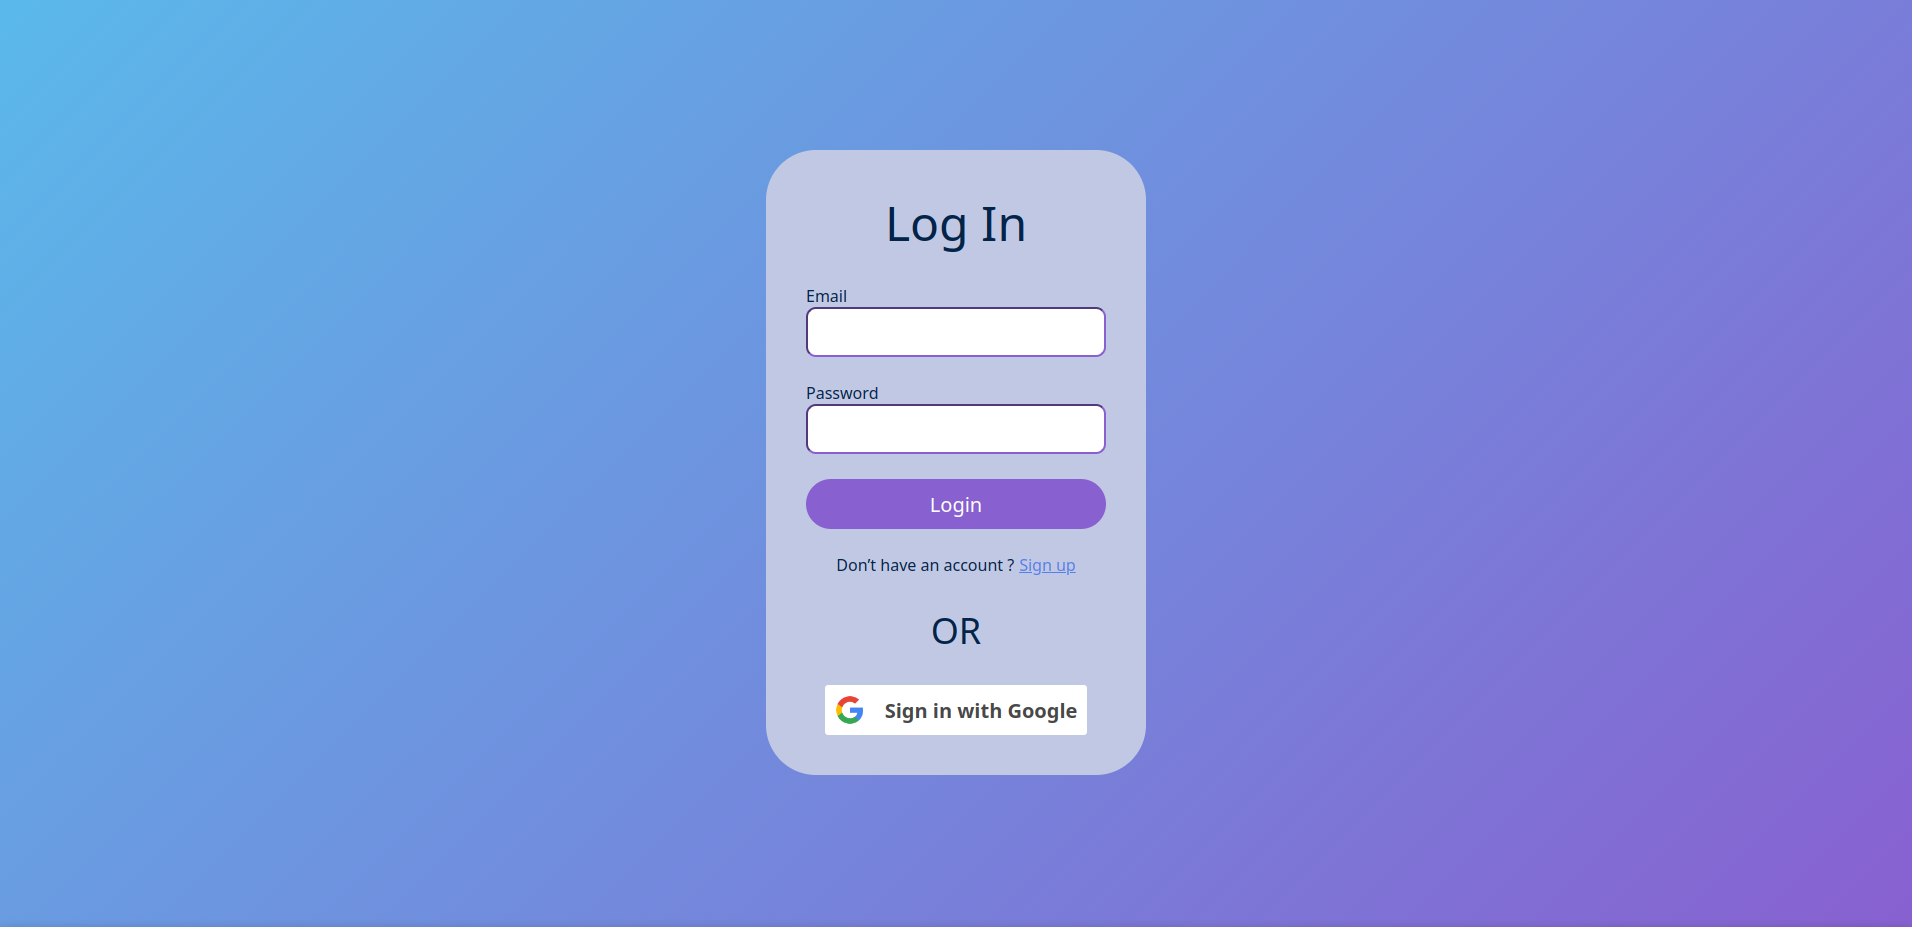 Log In
Email
Password
Login
Don’t have an account ? Sign up
OR
Sign in with Google